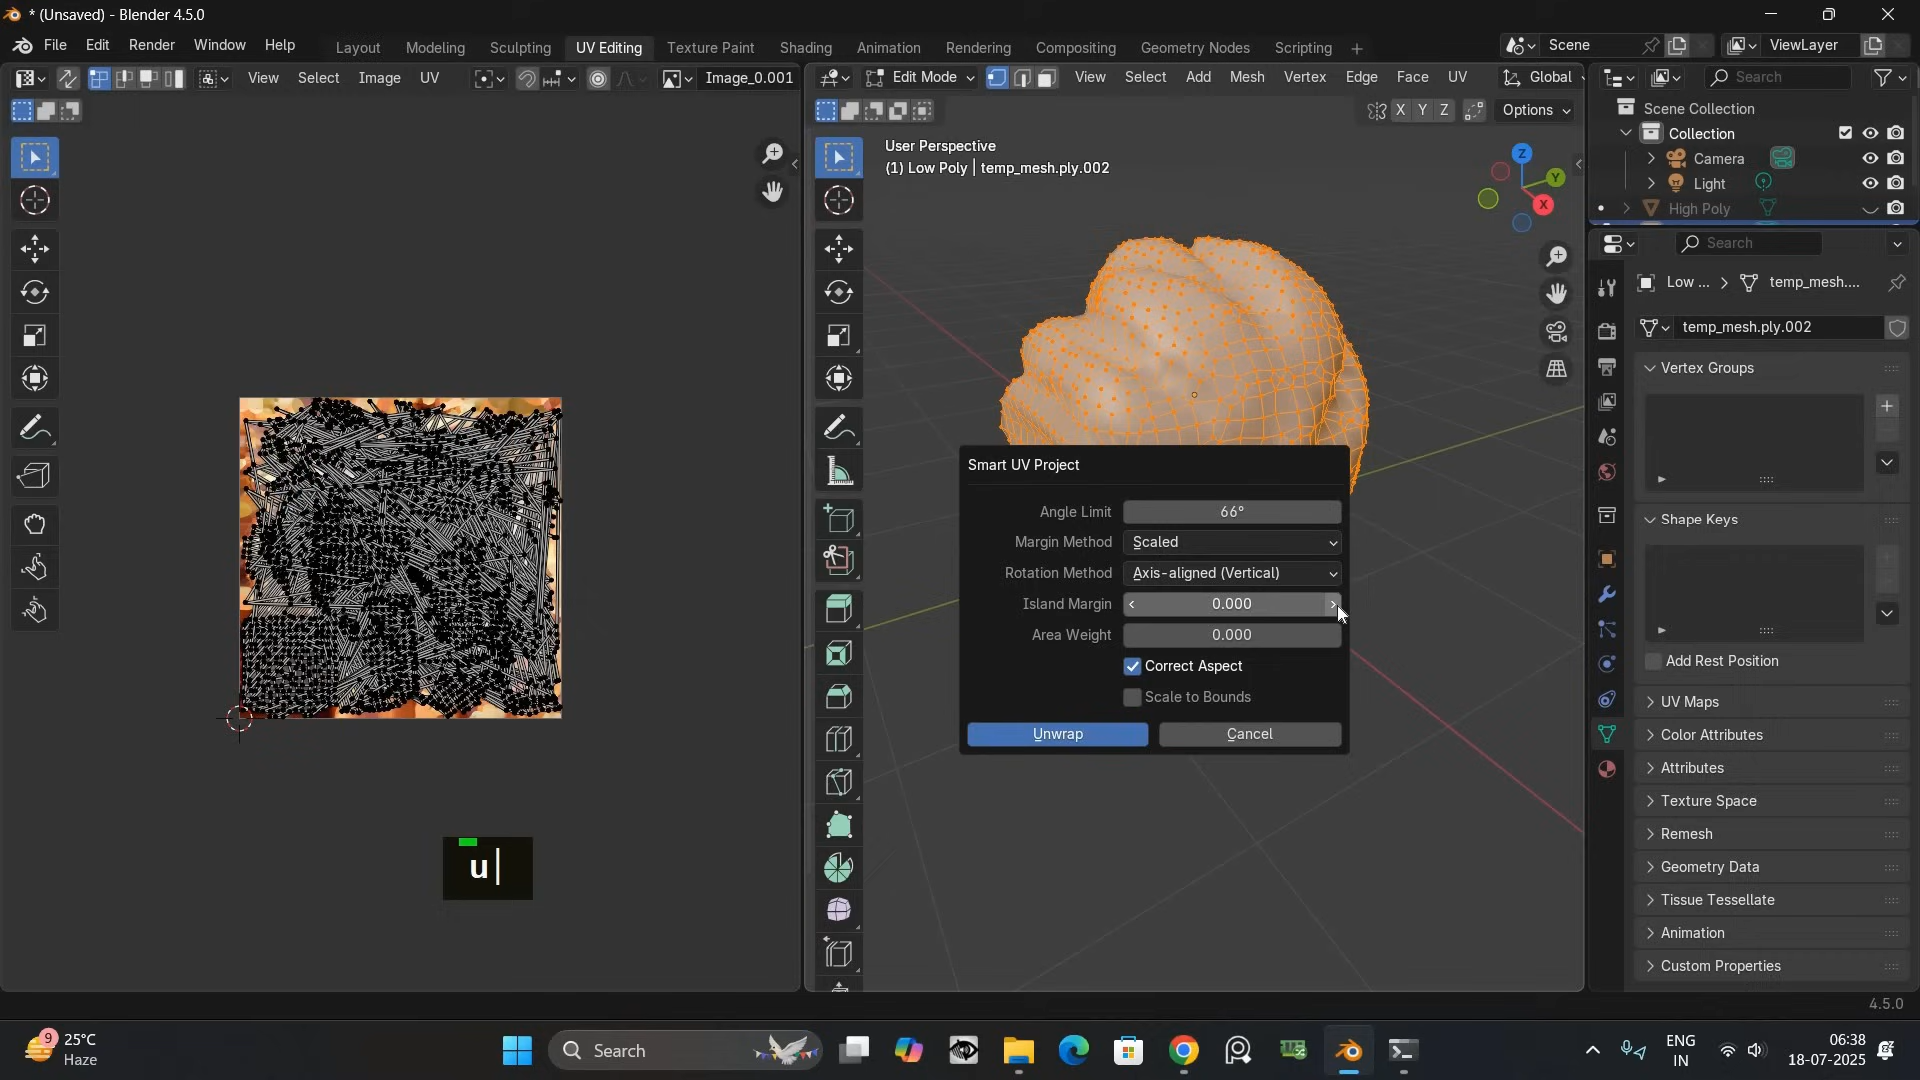 * (Unsaved) - Blender 4.5.0
File Edit Render Window Help Layout Modeling Sculpting UV Editing Texture Paint Shading Animation Rendering Compositing Geometry Nodes Scripting + Scene ViewLayer
View Select Image UV Image_0.001
Edit Mode View Select Add Mesh Vertex Edge Face UV Global
Search
X Y Z Options
Scene Collection
Collection
Camera
Light
High Poly
User Perspective
(1) Low Poly | temp_mesh.ply.002
Z
Y
X
Search
Low ... > temp_mesh....
temp_mesh.ply.002
Vertex Groups
Shape Keys
Add Rest Position
UV Maps
Color Attributes
Attributes
Texture Space
Remesh
Geometry Data
Tissue Tessellate
Animation
Custom Properties
Smart UV Project
Angle Limit 66°
Margin Method Scaled
Rotation Method Axis-aligned (Vertical)
Island Margin 0.000
Area Weight 0.000
Correct Aspect
Scale to Bounds
Unwrap Cancel
u
4.5.0
9 25°C
Haze
Search
ENG
IN
06:38
18-07-2025